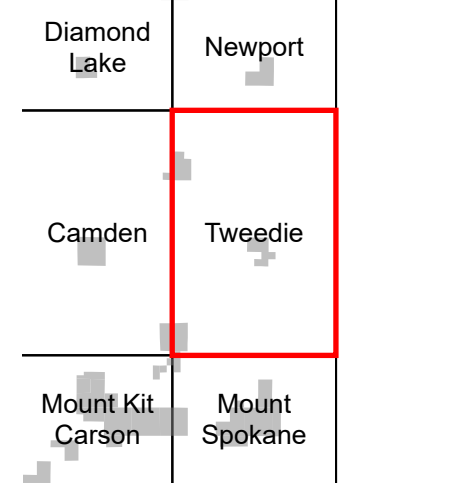 Diamond
Lake
Newport
Camden
Tweedie
Mount Kit
Carson
Mount
Spokane